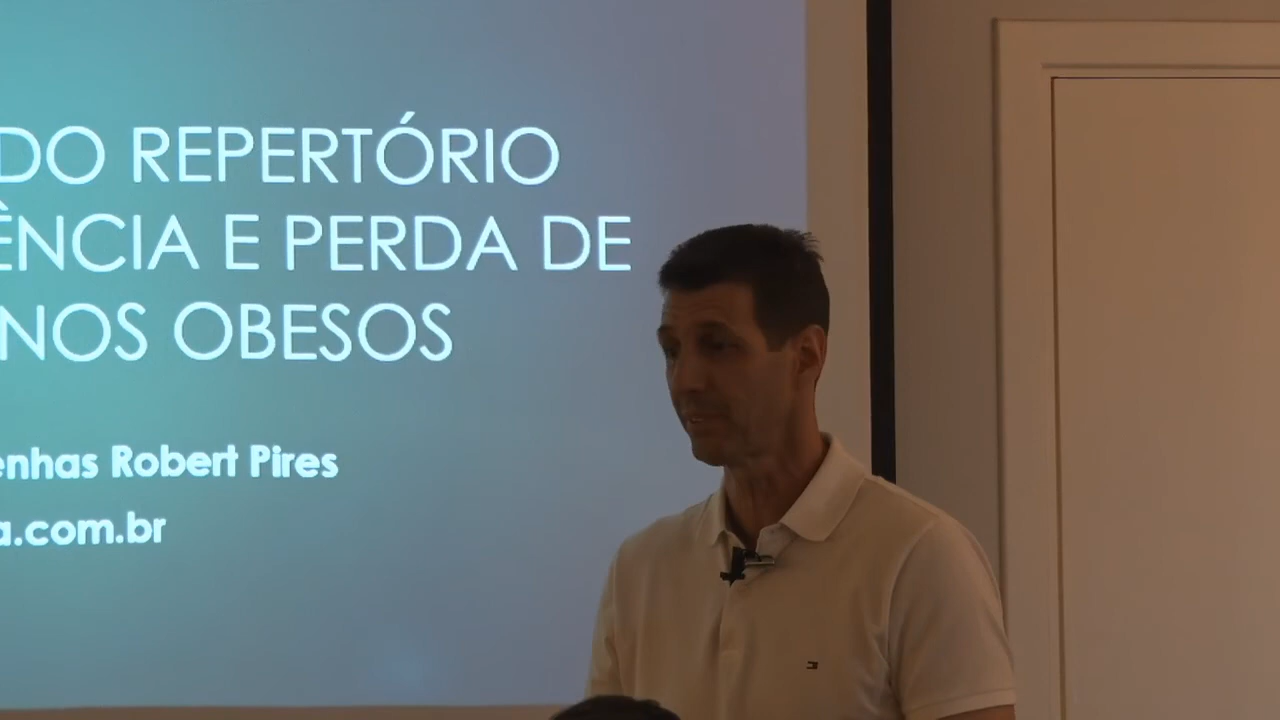 DO REPERTÓRIO
ÊNCIA E PERDA DE
NOS OBESOS
enhas Robert Pires
a.com.br